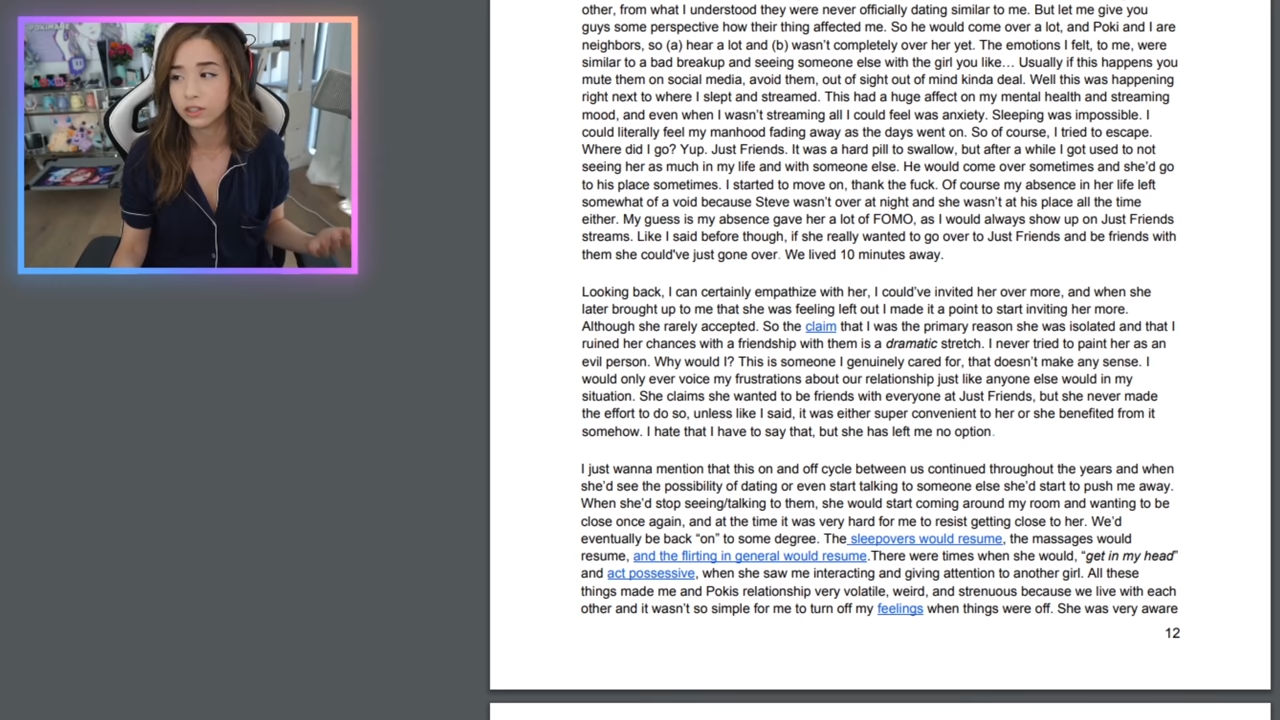 other, from what I understood they were never officially dating similar to me. But let me give you
guys some perspective how their thing affected me. So he would come over a lot, and Poki and I are
neighbors, so (a) hear a lot and (b) wasn’t completely over her yet. The emotions I felt, to me, were
similar to a bad breakup and seeing someone else with the girl you like… Usually if this happens you
mute them on social media, avoid them, out of sight out of mind kinda deal. Well this was happening
right next to where I slept and streamed. This had a huge affect on my mental health and streaming
mood, and even when I wasn’t streaming all I could feel was anxiety. Sleeping was impossible. I
could literally feel my manhood fading away as the days went on. So of course, I tried to escape.
Where did I go? Yup. Just Friends. It was a hard pill to swallow, but after a while I got used to not
seeing her as much in my life and with someone else. He would come over sometimes and she’d go
to his place sometimes. I started to move on, thank the fuck. Of course my absence in her life left
somewhat of a void because Steve wasn’t over at night and she wasn’t at his place all the time
either. My guess is my absence gave her a lot of FOMO, as I would always show up on Just Friends
streams. Like I said before though, if she really wanted to go over to Just Friends and be friends with
them she could've just gone over. We lived 10 minutes away.
Looking back, I can certainly empathize with her, I could’ve invited her over more, and when she
later brought up to me that she was feeling left out I made it a point to start inviting her more.
Although she rarely accepted. So the claim that I was the primary reason she was isolated and that I
ruined her chances with a friendship with them is a dramatic stretch. I never tried to paint her as an
evil person. Why would I? This is someone I genuinely cared for, that doesn’t make any sense. I
would only ever voice my frustrations about our relationship just like anyone else would in my
situation. She claims she wanted to be friends with everyone at Just Friends, but she never made
the effort to do so, unless like I said, it was either super convenient to her or she benefited from it
somehow. I hate that I have to say that, but she has left me no option.
I just wanna mention that this on and off cycle between us continued throughout the years and when
she’d see the possibility of dating or even start talking to someone else she’d start to push me away.
When she’d stop seeing/talking to them, she would start coming around my room and wanting to be
close once again, and at the time it was very hard for me to resist getting close to her. We’d
eventually be back “on” to some degree. The sleepovers would resume, the massages would
resume, and the flirting in general would resume.There were times when she would, “get in my head”
and act possessive, when she saw me interacting and giving attention to another girl. All these
things made me and Pokis relationship very volatile, weird, and strenuous because we live with each
other and it wasn’t so simple for me to turn off my feelings when things were off. She was very aware
12